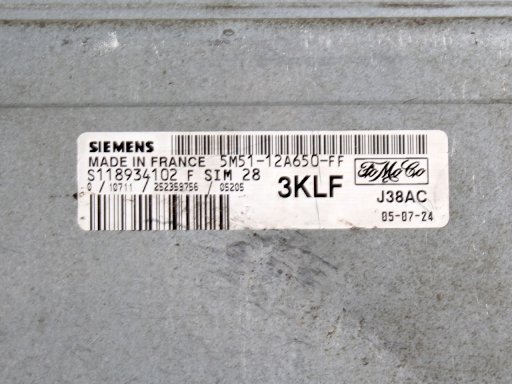 SIEMENS
MADE IN FRANCE 5M51-12A650-FF
S118934102 F SIM 28
0 / 10711 / 252359756 / 05205
3KLF
FoMoCo
J38AC
05-07-24